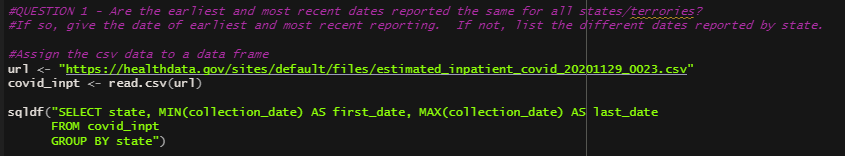 #QUESTION 1 - Are the earliest and most recent dates reported the same for all states/terrories?
#If so, give the date of earliest and most recent reporting.  If not, list the different dates reported by state.
#Assign the csv data to a data frame
url <- "https://healthdata.gov/sites/default/files/estimated_inpatient_covid_20201129_0023.csv"
covid_inpt <- read.csv(url)
sqldf("SELECT state, MIN(collection_date) AS first_date, MAX(collection_date) AS last_date
FROM covid_inpt
GROUP BY state")